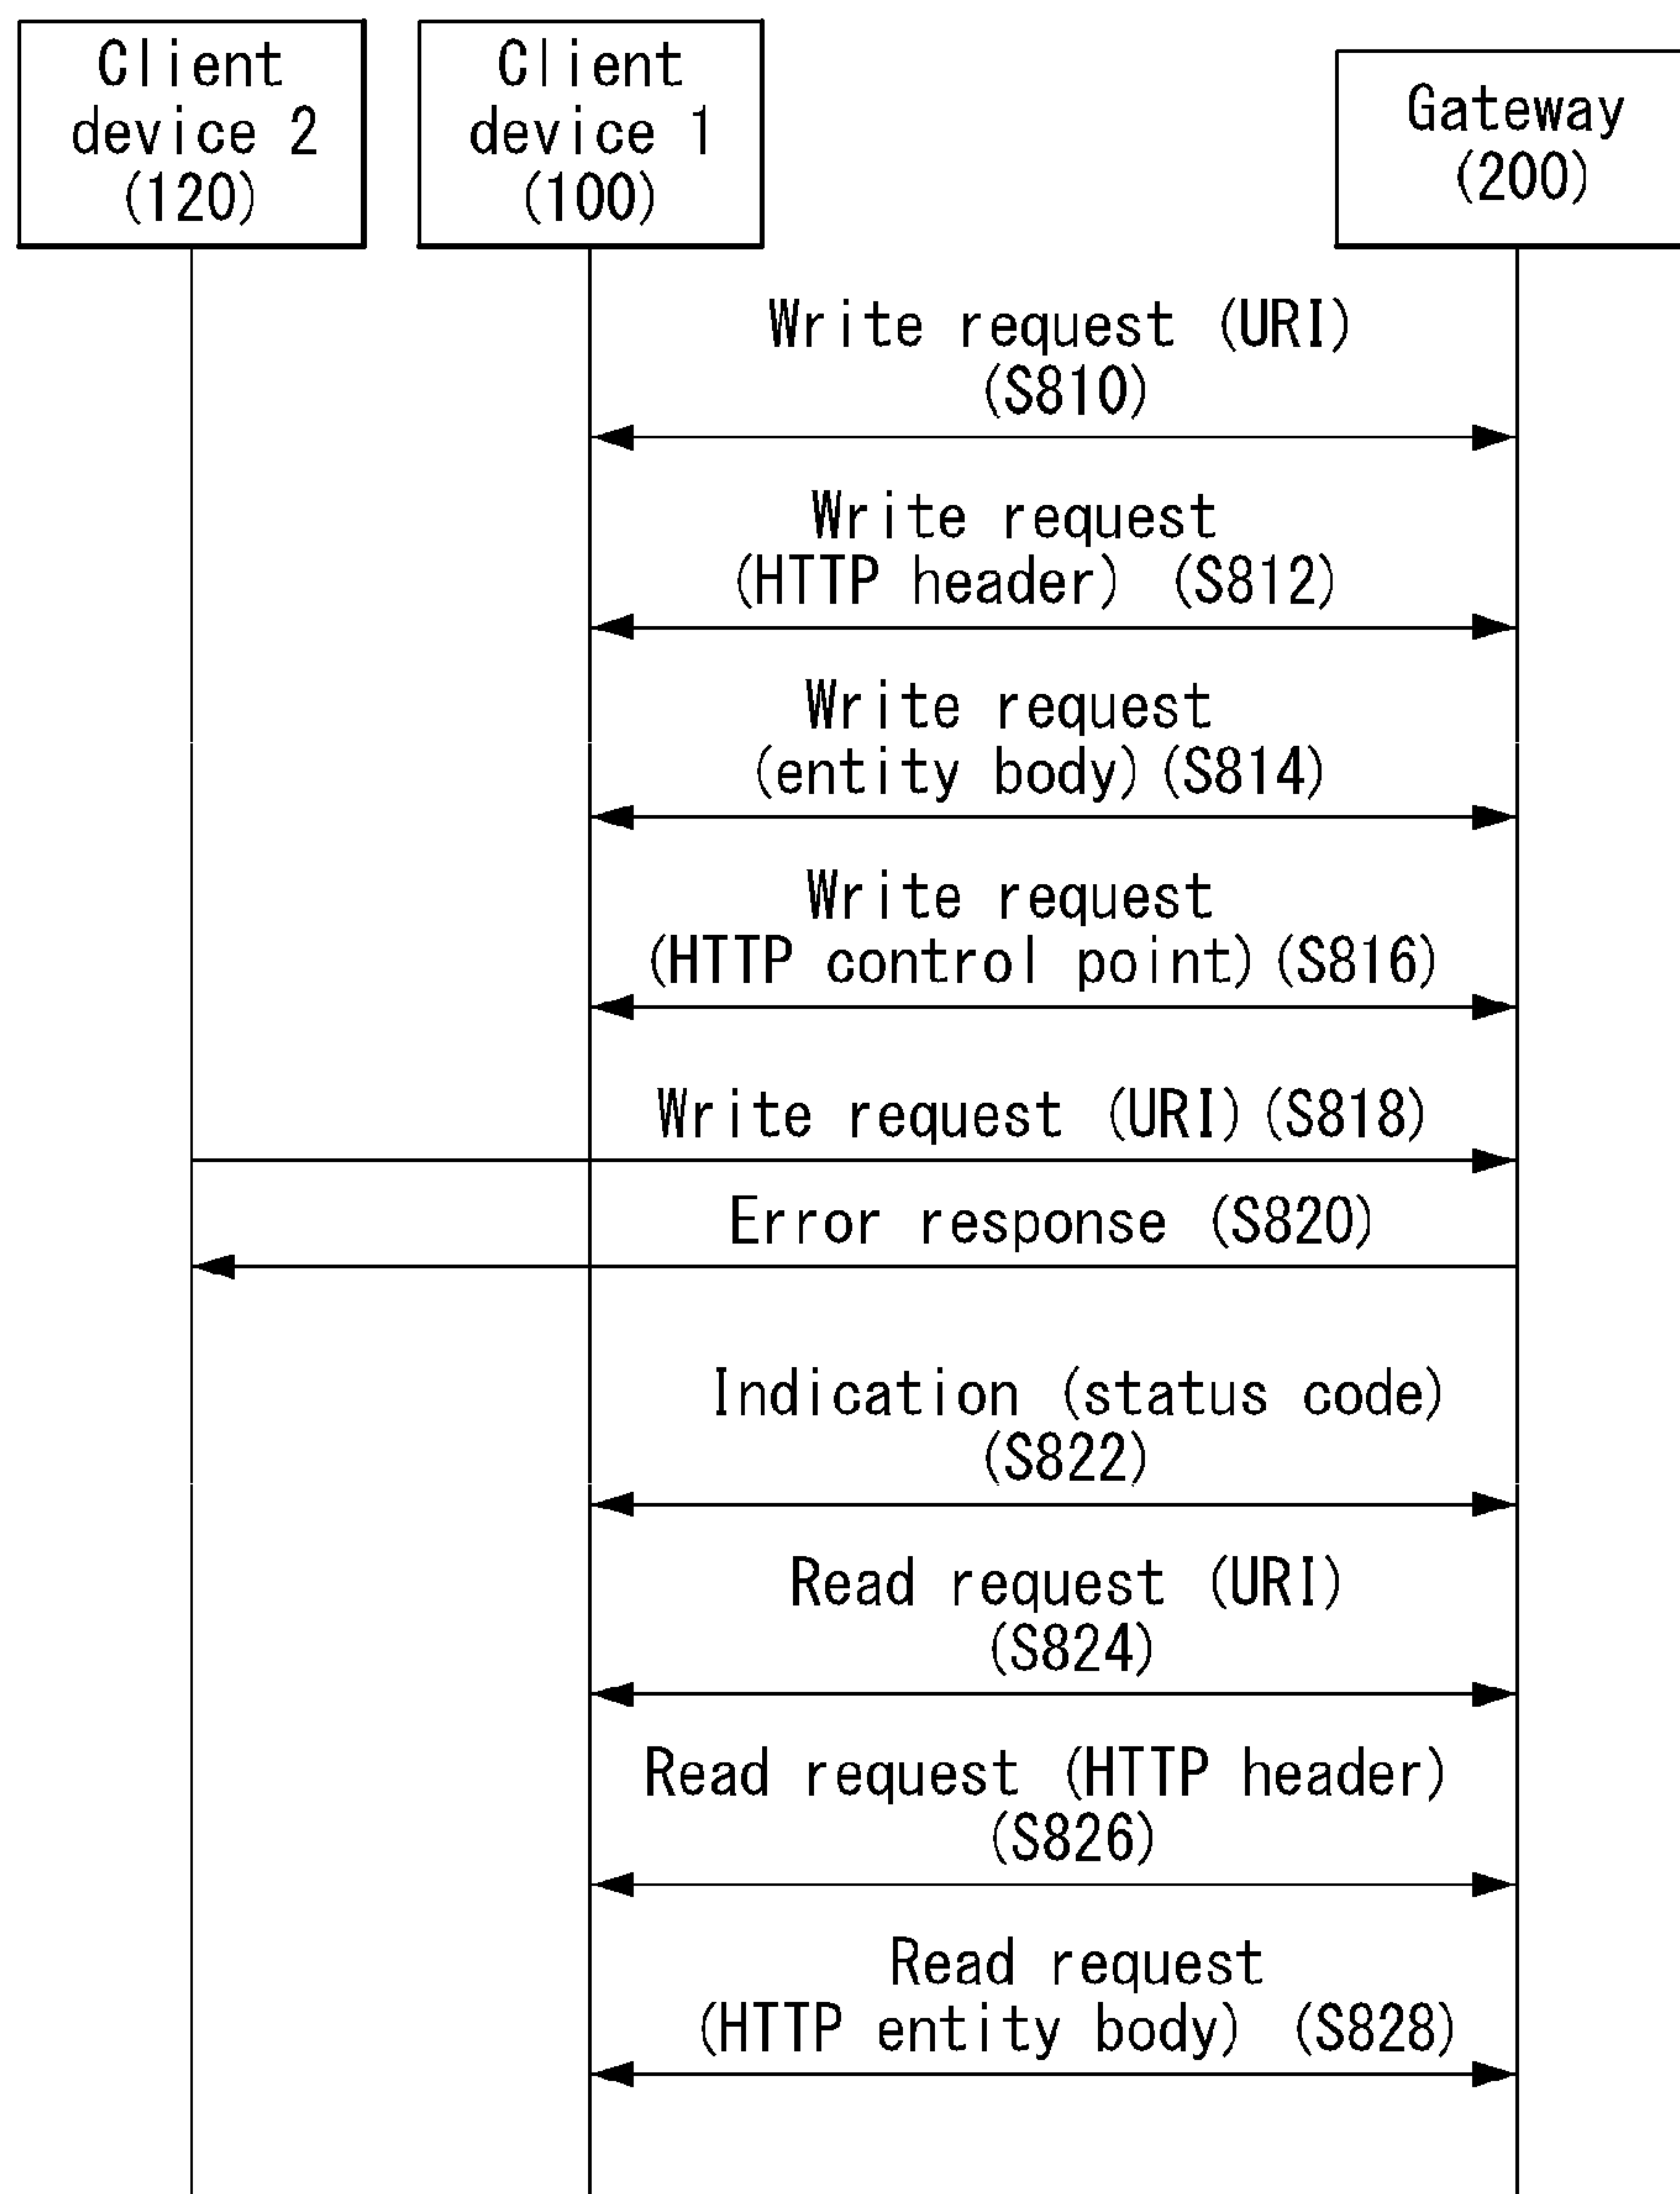 Client
device 2
(120)
Client
device 1
(100)
Gateway
(200)
Write request (URI)
(S810)
Write request
(HTTP header) (S812)
Write request
(entity body) (S814)
Write request
(HTTP control point) (S816)
Write request (URI) (S818)
Error response (S820)
Indication (status code)
(S822)
Read request (URI)
(S824)
Read request (HTTP header)
(S826)
Read request
(HTTP entity body) (S828)